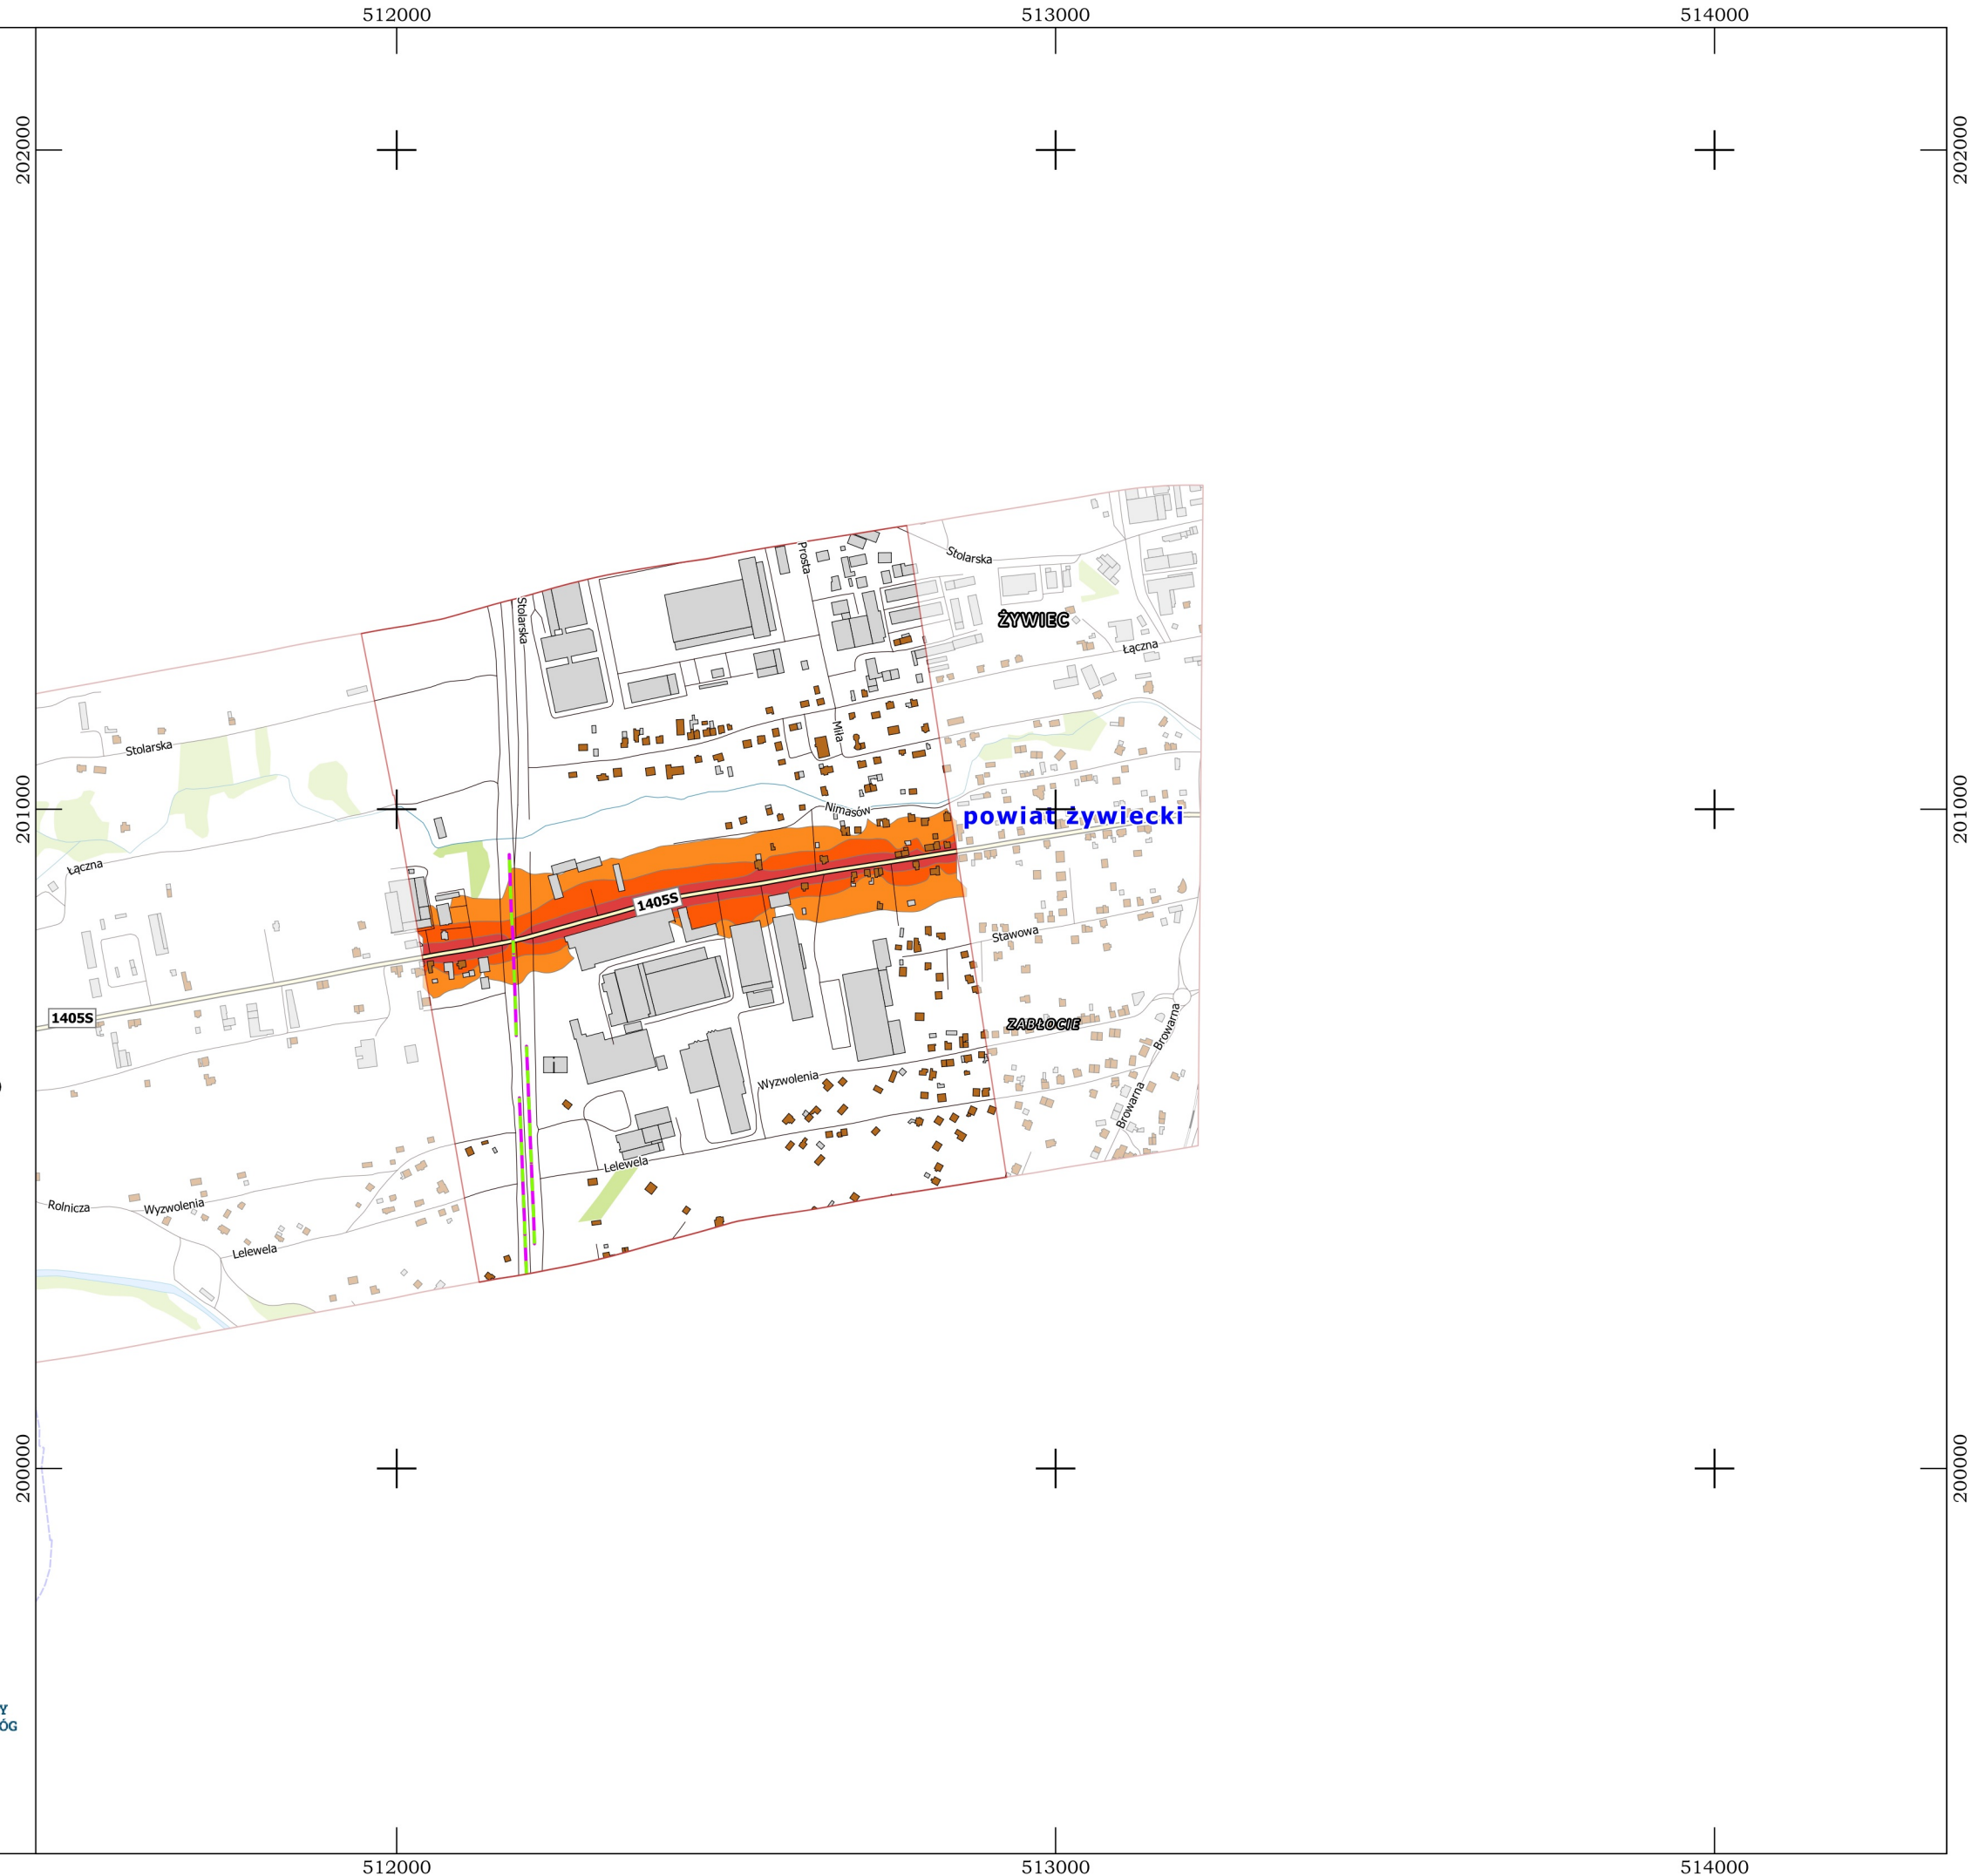 512000
513000
514000
202000
202000
Prosta
Stolarska
Stolarska
ŻYWIEC
Łączna
Miła
Stolarska
201000
201000
Nimasów
powiat żywiecki
Łączna
1405S
Stawowa
1405S
ZABŁOCIE
Browarna
Wyzwolenia
Browarna
Lelewela
Rolnicza
Wyzwolenia
Lelewela
200000
200000
Y
ÓG
512000
513000
514000